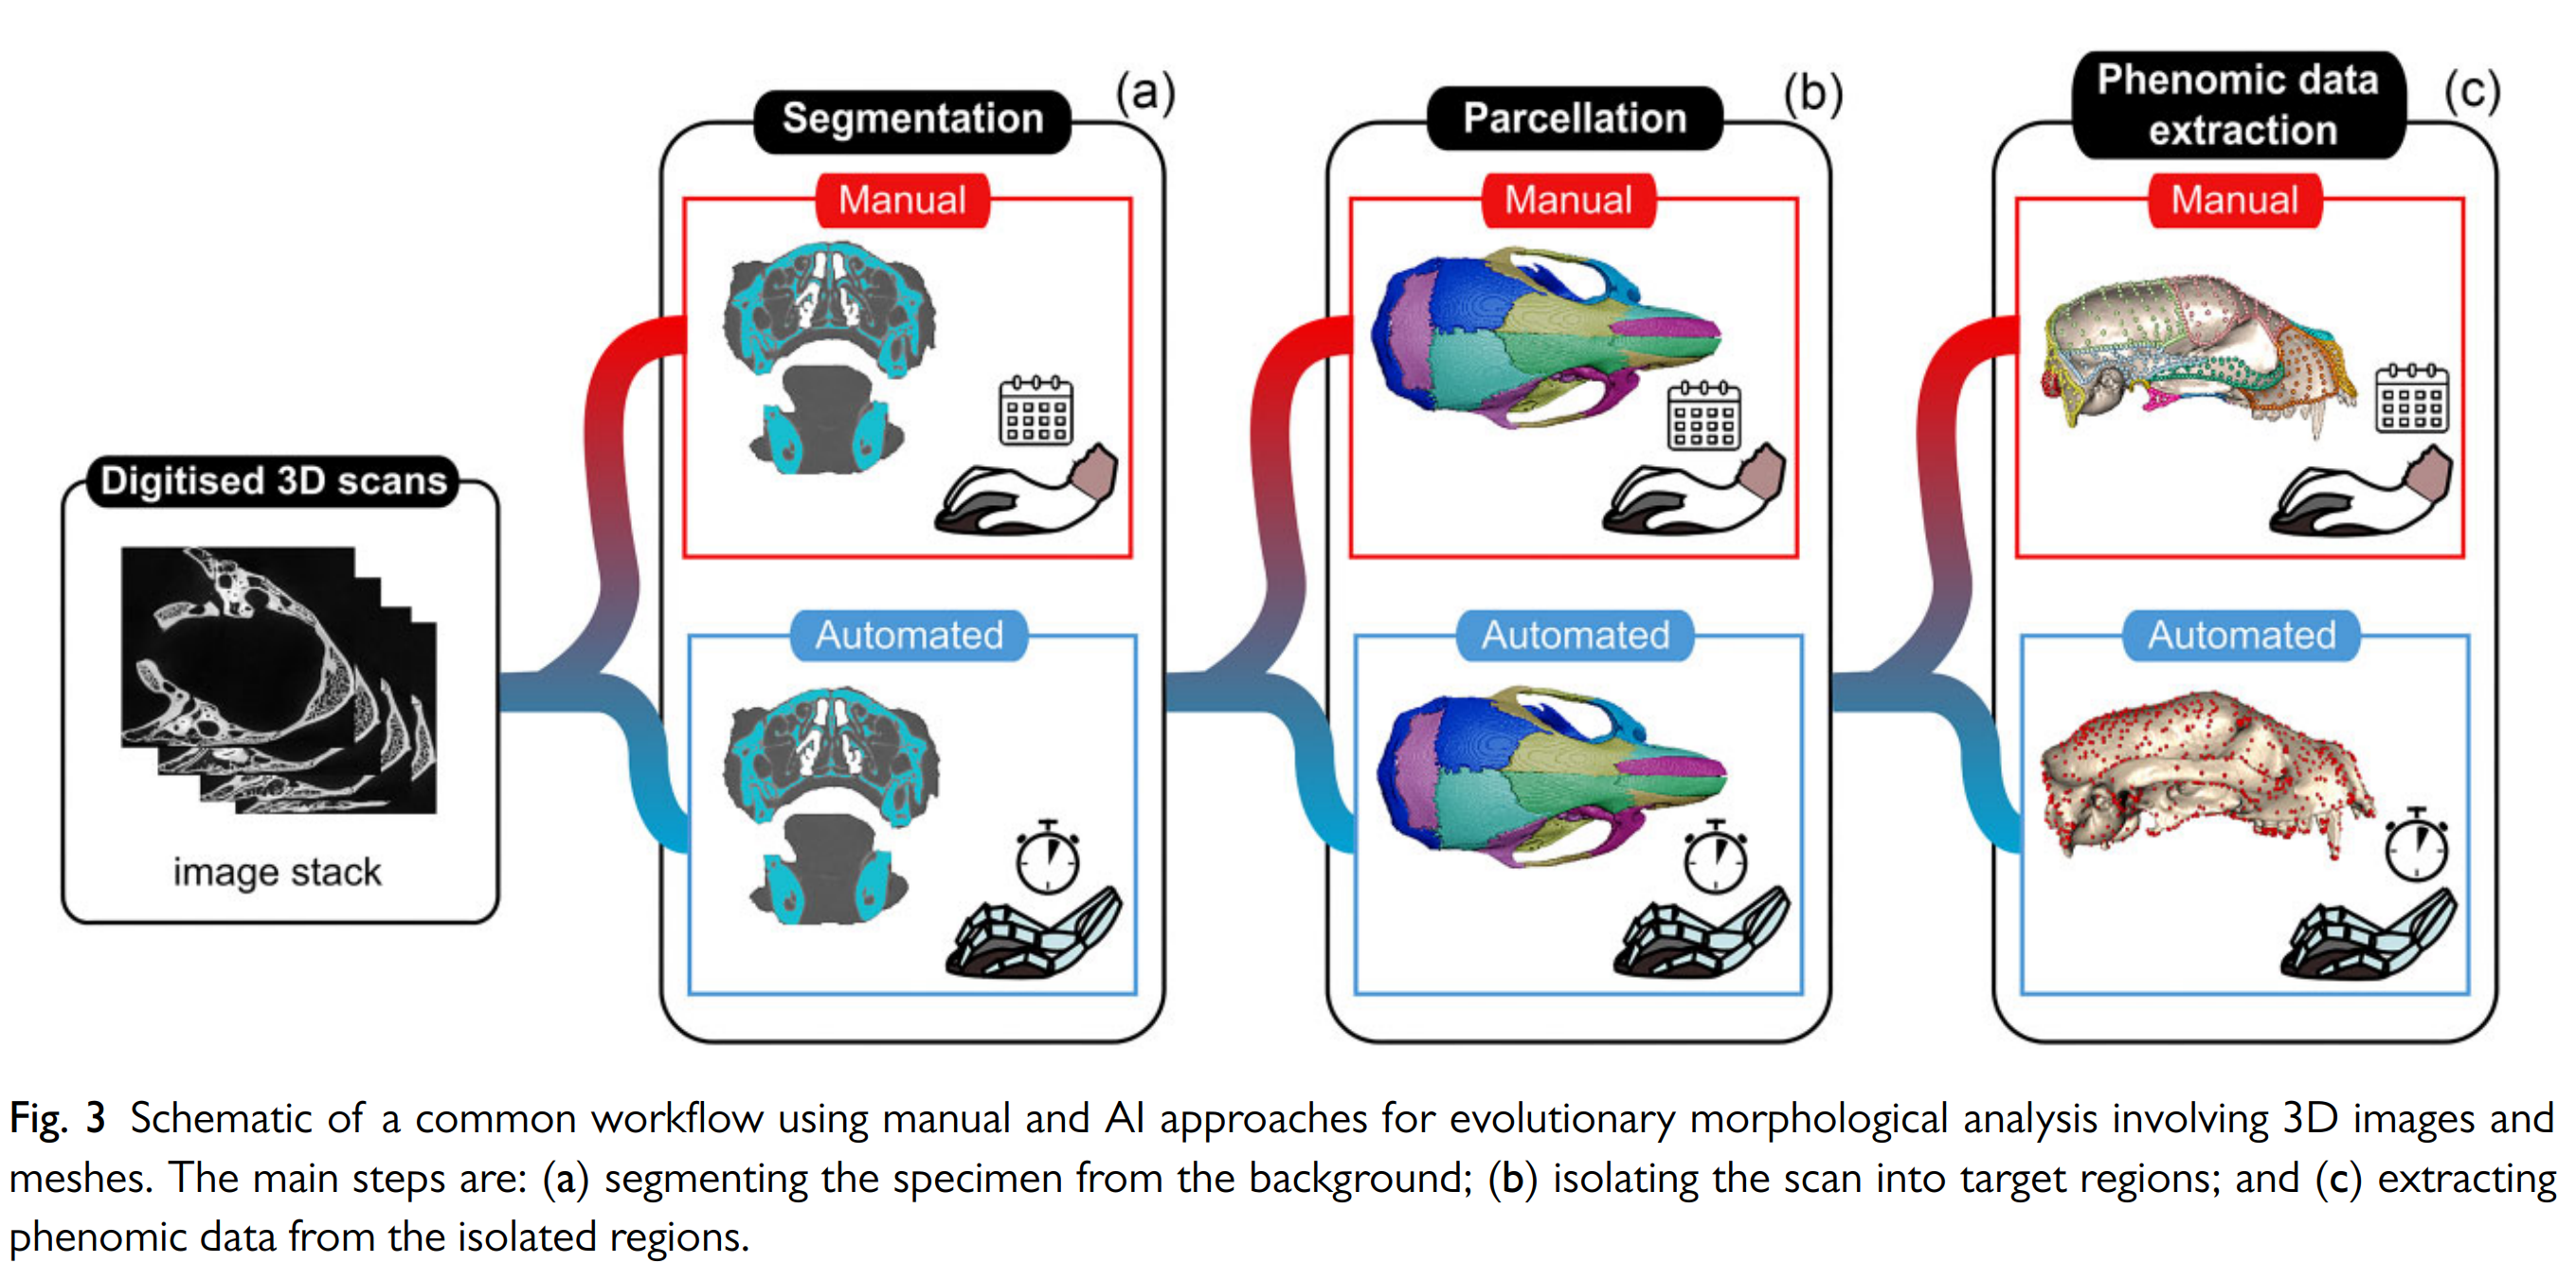 Digitised 3D scans
image stack
Segmentation
(a)
Manual
Automated
Parcellation
(b)
Manual
Automated
Phenomic data
extraction
(c)
Manual
Automated
Fig. 3 Schematic of a common workflow using manual and AI approaches for evolutionary morphological analysis involving 3D images and
meshes. The main steps are: (a) segmenting the specimen from the background; (b) isolating the scan into target regions; and (c) extracting
phenomic data from the isolated regions.